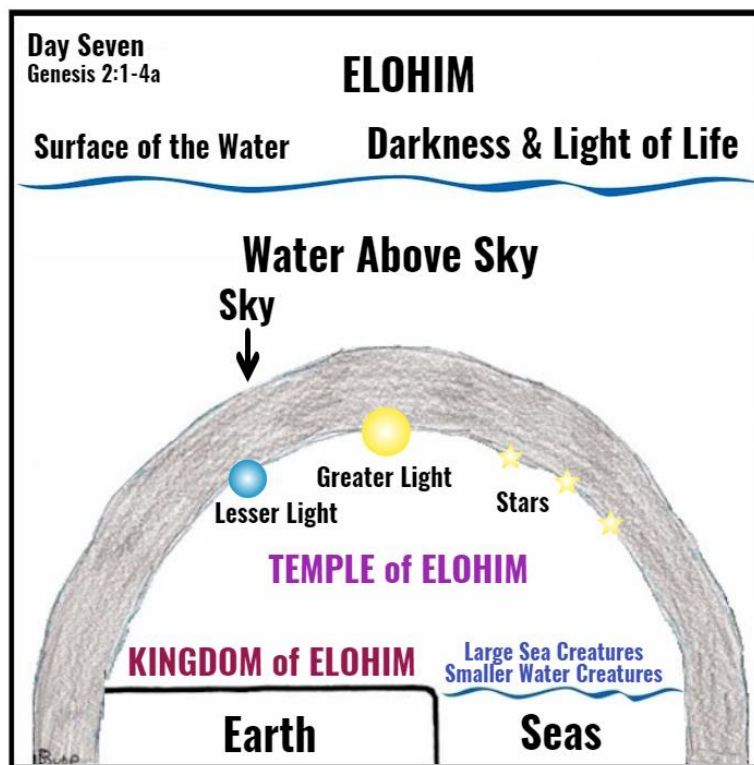 Day Seven
Genesis 2:1-4a
ELOHIM
Surface of the Water
Darkness & Light of Life
Water Above Sky
Sky
Greater Light
Lesser Light
Stars
TEMPLE of ELOHIM
KINGDOM of ELOHIM
Large Sea Creatures
Smaller Water Creatures
Earth
Seas